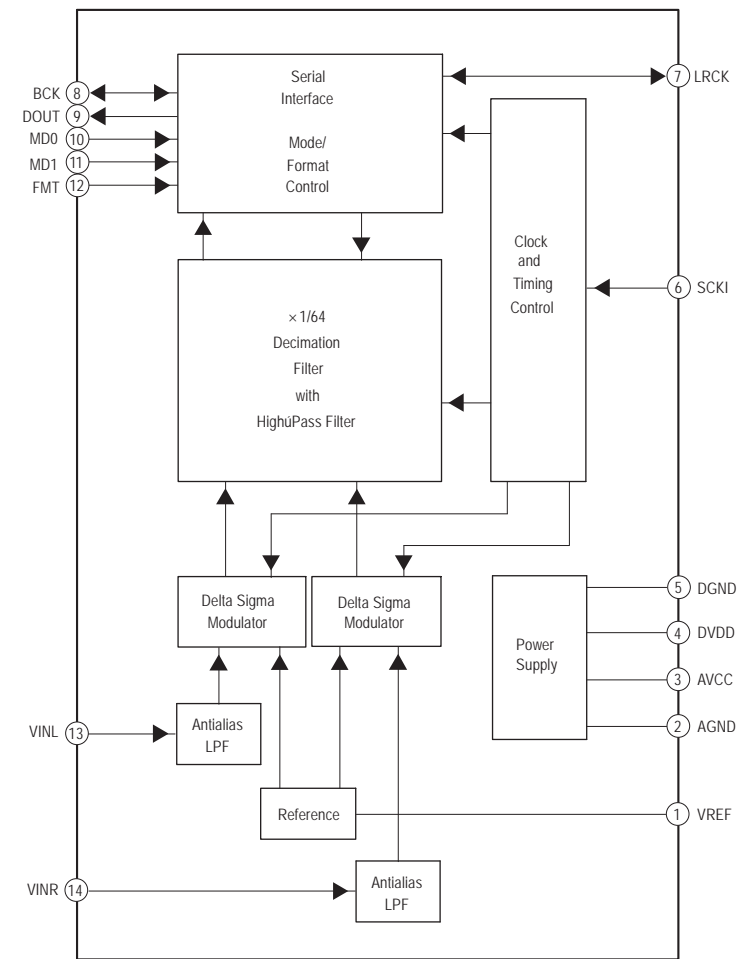 BCK 8
DOUT 9
MD0 10
MD1 11
FMT 12
Serial
Interface
Mode/
Format
Control
7 LRCK
Clock
and
Timing
Control
6 SCKI
× 1/64
Decimation
Filter
with
HighúPass Filter
Delta Sigma
Modulator
Delta Sigma
Modulator
Power
Supply
5 DGND
4 DVDD
3 AVCC
2 AGND
VINL 13
Antialias
LPF
Reference
1 VREF
VINR 14
Antialias
LPF